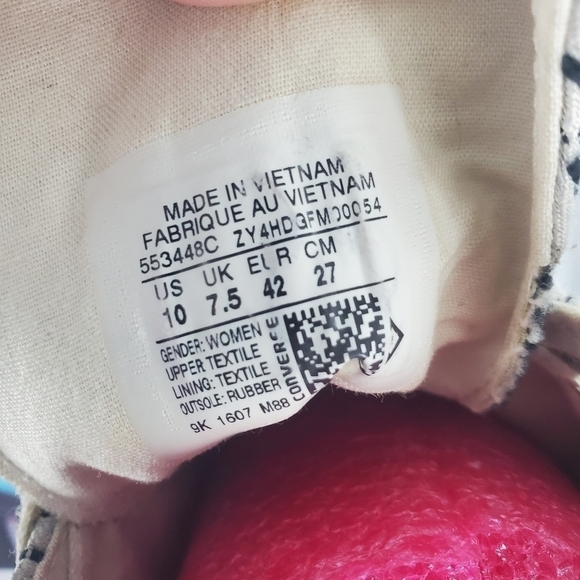 MADE IN VIETNAM
FABRIQUE AU VIETNAM
553448C ZY4HDGFM00054
US UK EUR CM
10 7.5 42 27
GENDER: WOMEN
UPPER: TEXTILE
LINING: TEXTILE
OUTSOLE: RUBBER
CONVERSE
9K 1607 M88